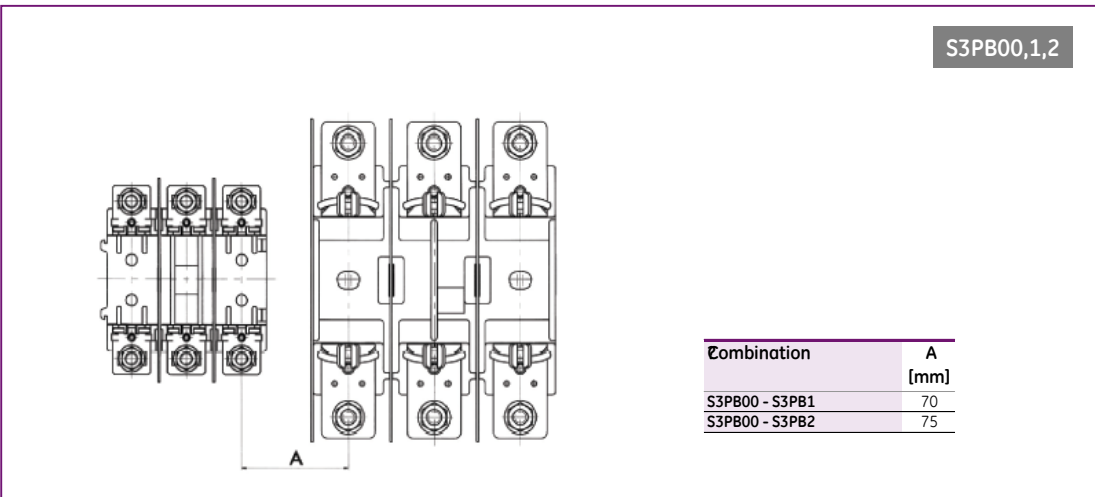 S3PB00,1,2
A
Combination A
[mm]
S3PB00 - S3PB1 70
S3PB00 - S3PB2 75